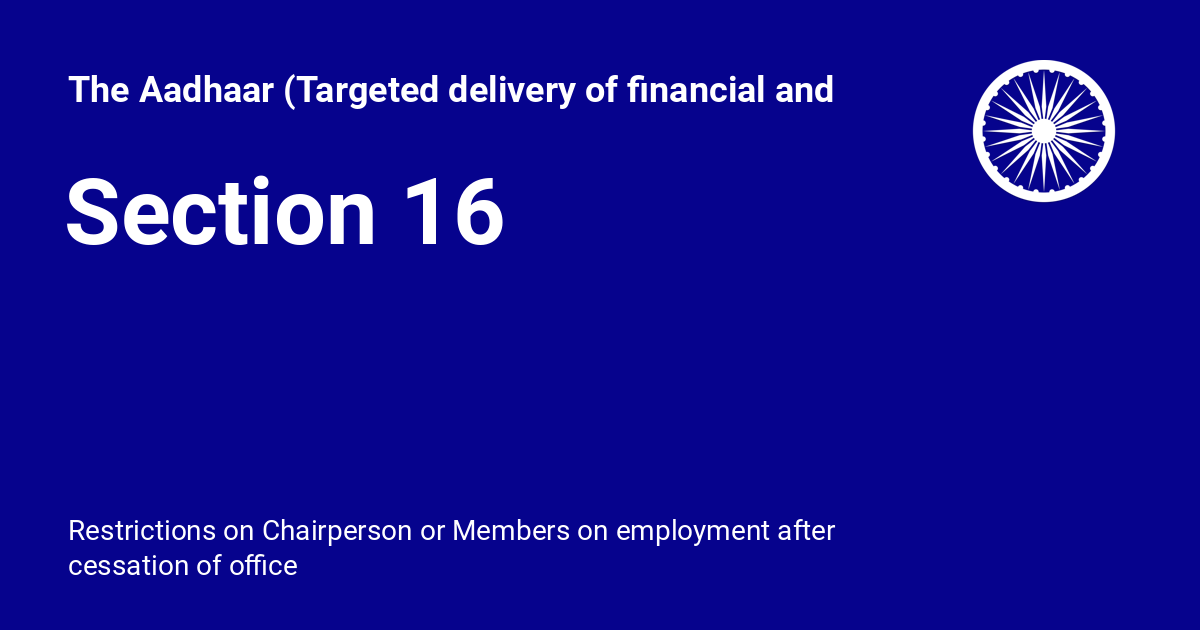 The Aadhaar (Targeted delivery of financial and
Section 16
Restrictions on Chairperson or Members on employment after
cessation of office